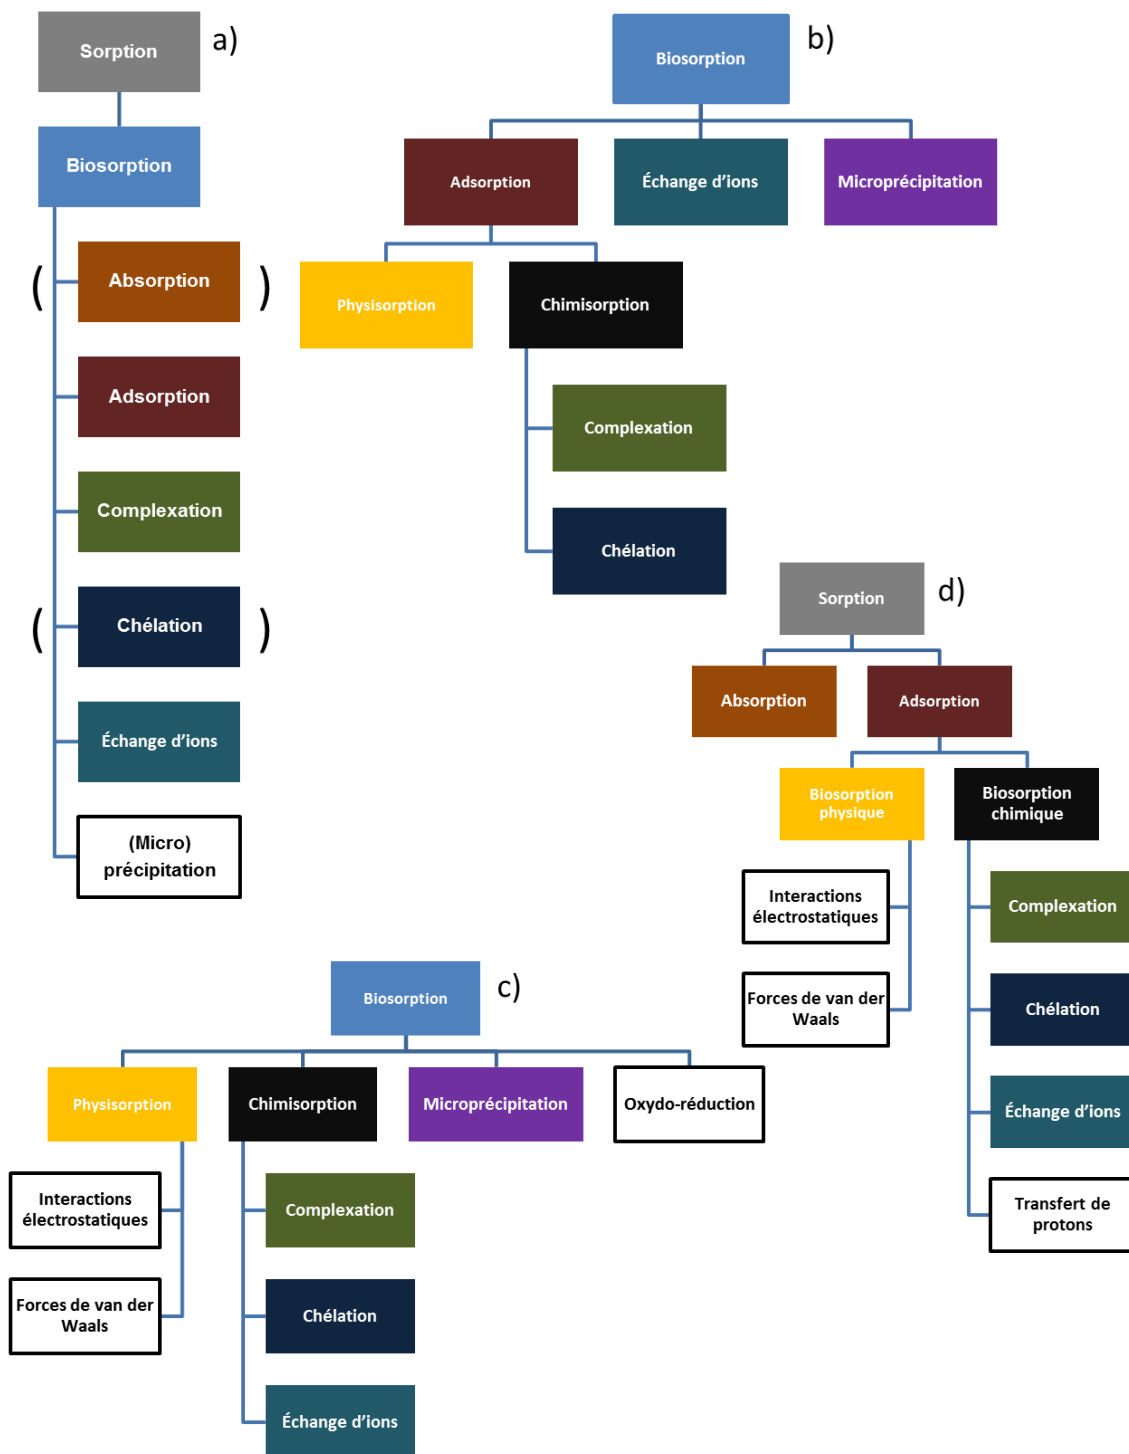 a)
Sorption
Biosorption
(
Absorption
)
Adsorption
Complexation
(
Chélation
)
Échange d'ions
(Micro)
précipitation
b)
Biosorption
Adsorption
Échange d'ions
Microprécipitation
Physisorption
Chimisorption
Complexation
Chélation
d)
Sorption
Absorption
Adsorption
Biosorption
physique
Biosorption
chimique
Interactions
électrostatiques
Forces de van der
Waals
Complexation
Chélation
Échange d'ions
Transfert de
protons
c)
Biosorption
Physisorption
Chimisorption
Microprécipitation
Oxydo-réduction
Interactions
électrostatiques
Forces de van der
Waals
Complexation
Chélation
Échange d'ions